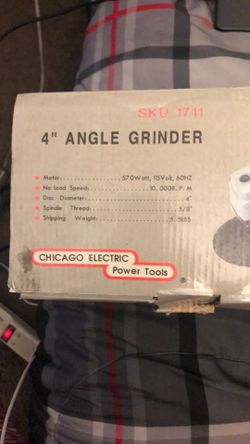 SKU 1711
4" ANGLE GRINDER
Motor............570Watt, 115Volt, 60HZ
No Load Speed:............10,000R.P.M
Disc Diameter............4"
Spindle Thread:............5/8"
Shipping Weight:............5.5LBS
CHICAGO ELECTRIC
Power Tools
®